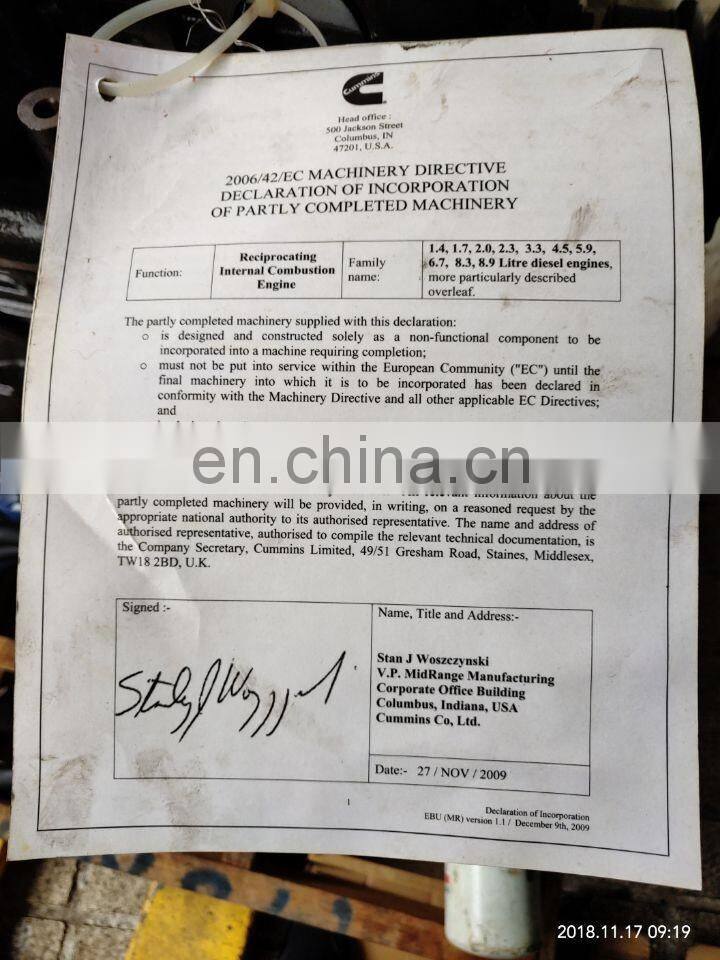 Cummins
Head office :
500 Jackson Street
Columbus, IN
47201, U.S.A.
2006/42/EC MACHINERY DIRECTIVE
DECLARATION OF INCORPORATION
OF PARTLY COMPLETED MACHINERY
Function:
Reciprocating
Internal Combustion
Engine
Family
name:
1.4, 1.7, 2.0, 2.3, 3.3, 4.5, 5.9,
6.7, 8.3, 8.9 Litre diesel engines,
more particularly described
overleaf.
The partly completed machinery supplied with this declaration:
o is designed and constructed solely as a non-functional component to be
incorporated into a machine requiring completion;
o must not be put into service within the European Community ("EC") until the
final machinery into which it is to be incorporated has been declared in
conformity with the Machinery Directive and all other applicable EC Directives;
and
en.china.cn
relevant information about the
partly completed machinery will be provided, in writing, on a reasoned request by the
appropriate national authority to its authorised representative. The name and address of
authorised representative, authorised to compile the relevant technical documentation, is
the Company Secretary, Cummins Limited, 49/51 Gresham Road, Staines, Middlesex,
TW18 2BD, U.K.
Signed :-
Name, Title and Address:-
Stan J Woszczynski
V.P. MidRange Manufacturing
Corporate Office Building
Columbus, Indiana, USA
Cummins Co, Ltd.
Date:- 27 / NOV / 2009
1
Declaration of Incorporation
EBU (MR) version 1.1 / December 9th, 2009
2018.11.17 09:19